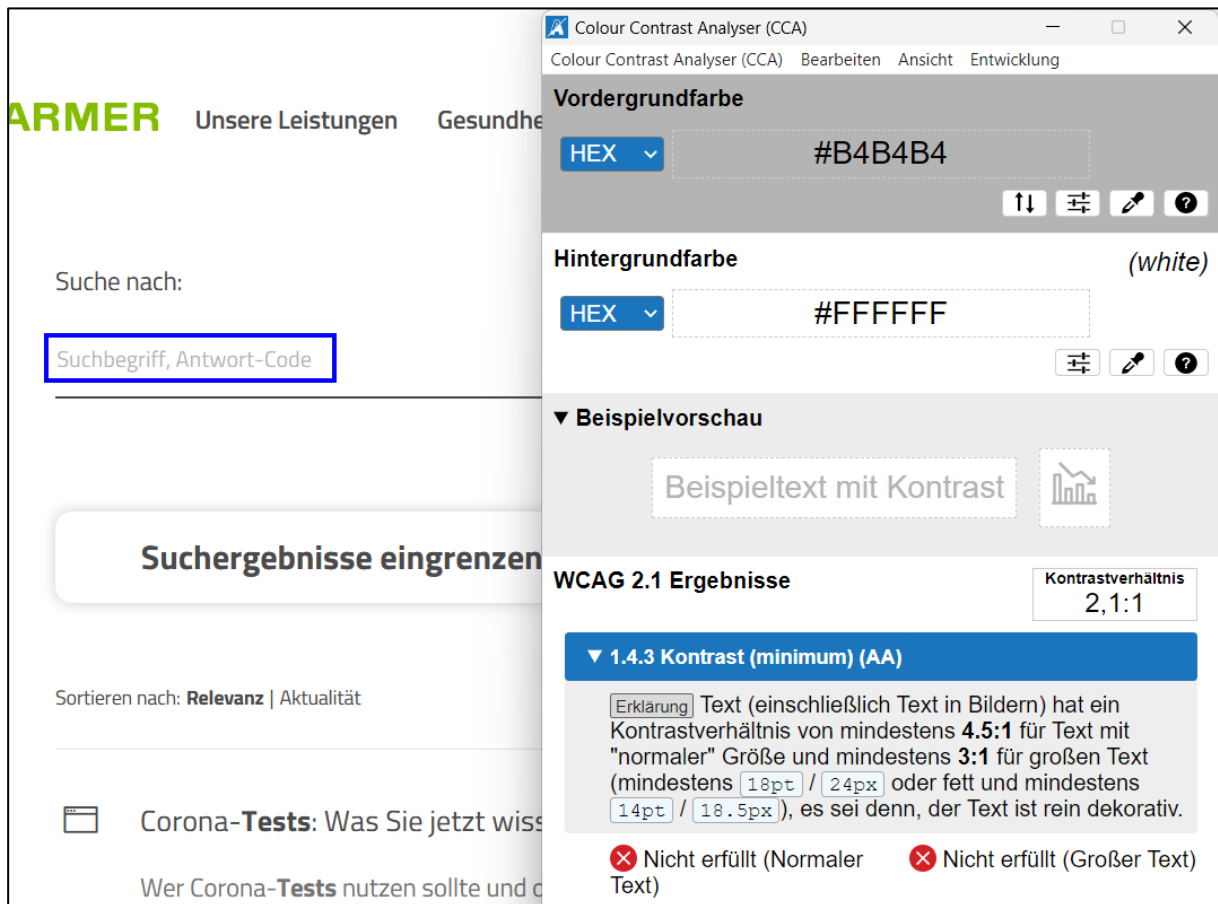 ARMER
Unsere Leistungen
Suche nach:
Suchbegriff, Antwort-Code
Suchergebnisse eingrenzen
Sortieren nach: Relevanz | Aktualität
Corona-Tests: Was Sie jetzt
Wer Corona-Tests nutzen sollte und
Colour Contrast Analyser (CCA)
Colour Contrast Analyser (CCA) Bearbeiten Ansicht Entwicklung
Vordergrundfarbe
HEX
#B4B4B4
Hintergrundfarbe
(white)
HEX
#FFFFFF
▼ Beispielvorschau
Beispieltext mit Kontrast
WCAG 2.1 Ergebnisse
Kontrastverhältnis
2,1:1
▼ 1.4.3 Kontrast (minimum) (AA)
Erklärung Text (einschließlich Text in Bildern) hat ein
Kontrastverhältnis von mindestens 4.5:1 für Text mit
"normaler" Größe und mindestens 3:1 für großen Text
(mindestens 18pt / 24px oder fett und mindestens
14pt / 18.5px), es sei denn, der Text ist rein dekorativ.
Nicht erfüllt (Normaler
Text)
Nicht erfüllt (Großer Text)